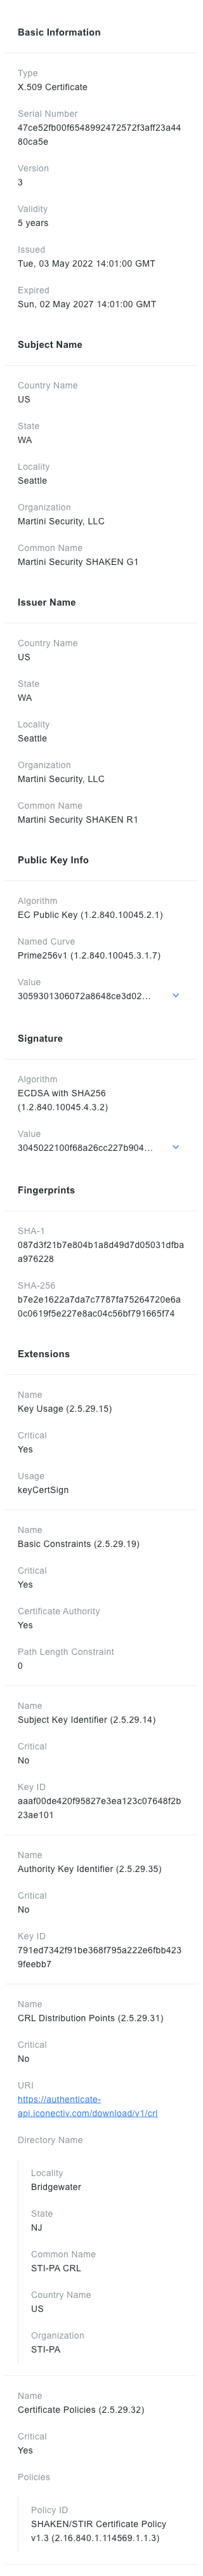 Basic Information
Type
X.509 Certificate
Serial Number
47ce52fb00f6548992472572f3aff23a44
80ca5e
Version
3
Validity
5 years
Issued
Tue, 03 May 2022 14:01:00 GMT
Expired
Sun, 02 May 2027 14:01:00 GMT
Subject Name
Country Name
US
State
WA
Locality
Seattle
Organization
Martini Security, LLC
Common Name
Martini Security SHAKEN G1
Issuer Name
Country Name
US
State
WA
Locality
Seattle
Organization
Martini Security, LLC
Common Name
Martini Security SHAKEN R1
Public Key Info
Algorithm
EC Public Key (1.2.840.10045.2.1)
Named Curve
Prime256v1 (1.2.840.10045.3.1.7)
Value
3059301306072a8648ce3d02...
Signature
Algorithm
ECDSA with SHA256
(1.2.840.10045.4.3.2)
Value
3045022100f68a26cc227b904...
Fingerprints
SHA-1
087d3f21b7e804b1a8d49d7d05031dfba
a976228
SHA-256
b7e2e1622a7da7c7787fa75264720e6a
0c0619f5e227e8ac04c56bf791665f74
Extensions
Name
Key Usage (2.5.29.15)
Critical
Yes
Usage
keyCertSign
Name
Basic Constraints (2.5.29.19)
Critical
Yes
Certificate Authority
Yes
Path Length Constraint
0
Name
Subject Key Identifier (2.5.29.14)
Critical
No
Key ID
aaaf00de420f95827e3ea123c07648f2b
23ae101
Name
Authority Key Identifier (2.5.29.35)
Critical
No
Key ID
791ed7342f91be368f795a222e6fbb423
9feebb7
Name
CRL Distribution Points (2.5.29.31)
Critical
No
URI
https://authenticate-
api.iconectiv.com/download/v1/crl
Directory Name
Locality
Bridgewater
State
NJ
Common Name
STI-PA CRL
Country Name
US
Organization
STI-PA
Name
Certificate Policies (2.5.29.32)
Critical
Yes
Policies
Policy ID
SHAKEN/STIR Certificate Policy
v1.3 (2.16.840.1.114569.1.1.3)